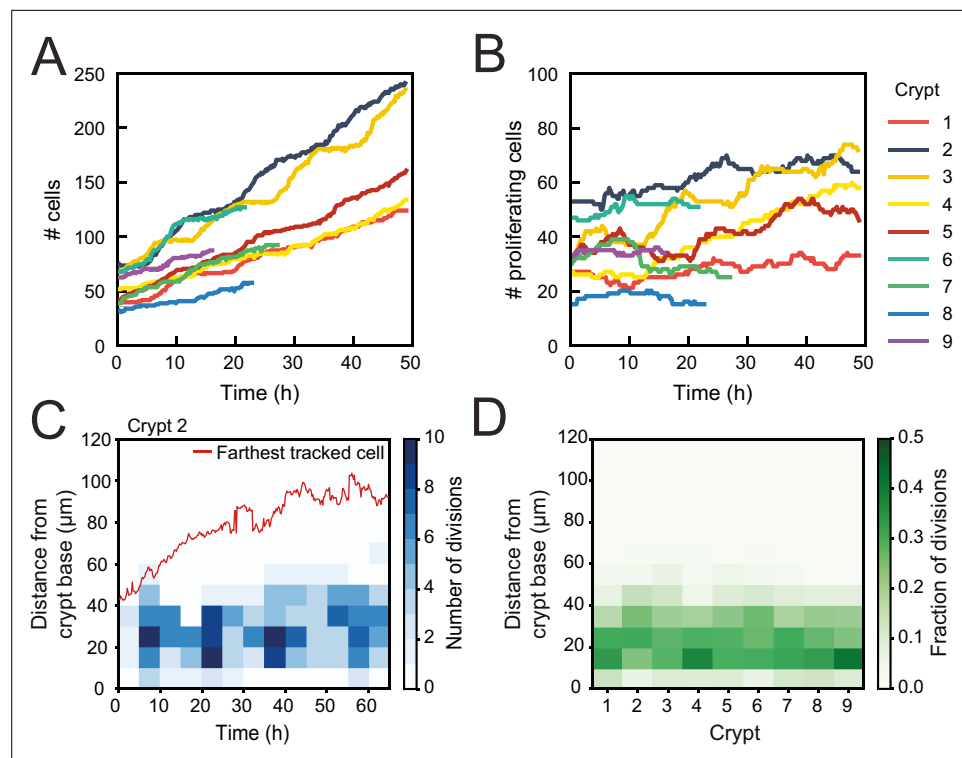 A
B
250
200
150
100
50
0
# cells
0 10 20 30 40 50
Time (h)
100
80
60
40
20
0
# proliferating cells
0 10 20 30 40 50
Time (h)
Crypt
1
2
3
4
5
6
7
8
9
C
D
Crypt 2
Farthest tracked cell
120
100
80
60
40
20
0
Distance from
crypt base (μm)
0 10 20 30 40 50 60
Time (h)
10
8
6
4
2
0
Number of divisions
120
100
80
60
40
20
0
Distance from
crypt base (μm)
1 2 3 4 5 6 7 8 9
Crypt
0.5
0.4
0.3
0.2
0.1
0.0
Fraction of divisions